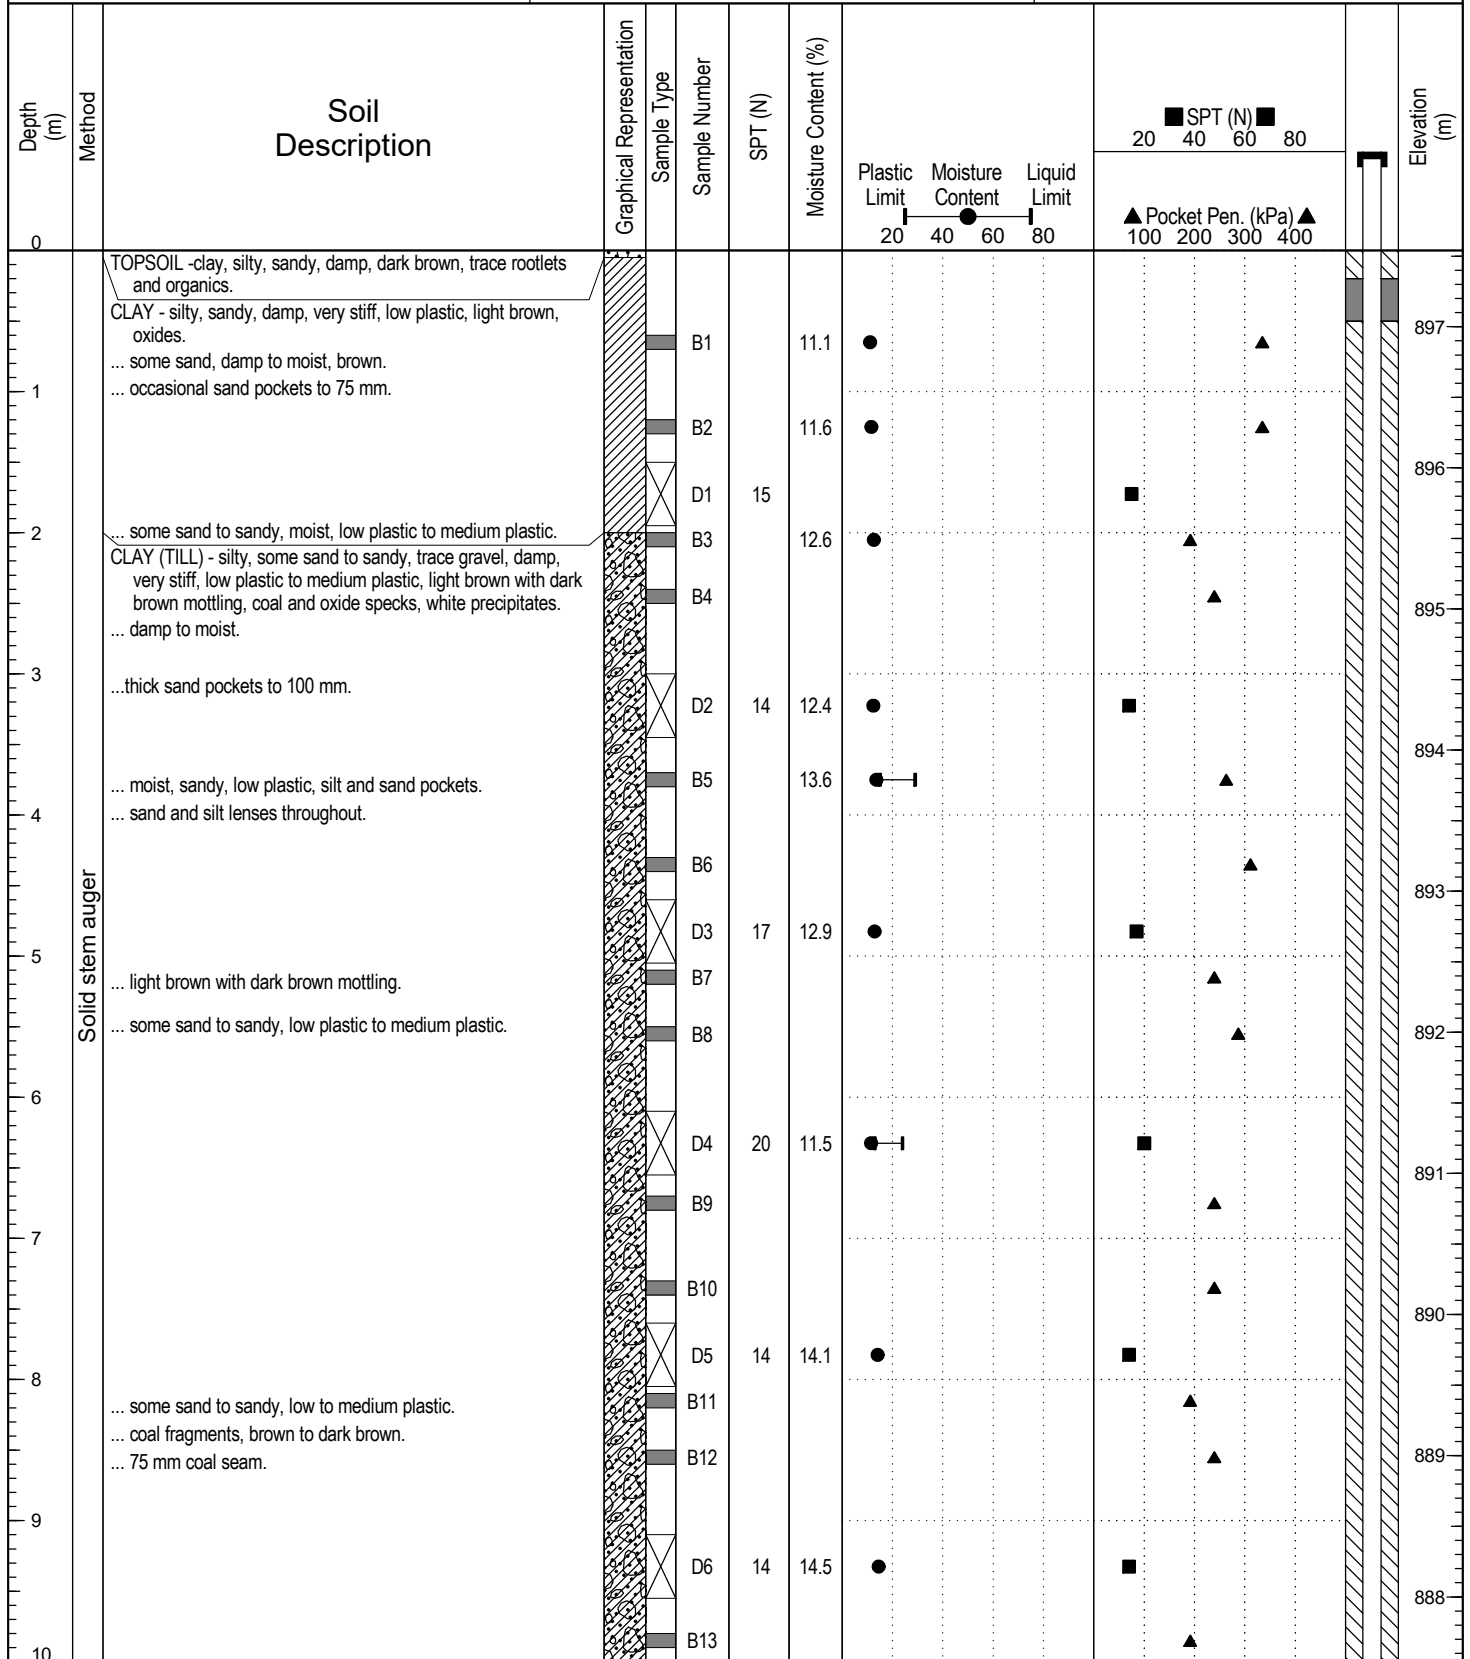 Depth
(m)
Method
Soil
Description
Graphical Representation
Sample Type
Sample Number
SPT (N)
Moisture Content (%)
Plastic Moisture Liquid
Limit Content Limit
20 40 60 80
SPT (N)
20 40 60 80
Pocket Pen. (kPa)
100 200 300 400
Elevation
(m)
0
TOPSOIL -clay, silty, sandy, damp, dark brown, trace rootlets
and organics.
CLAY - silty, sandy, damp, very stiff, low plastic, light brown,
oxides.
897
B1 11.1
... some sand, damp to moist, brown.
... occasional sand pockets to 75 mm.
1
B2 11.6
896
D1 15
... some sand to sandy, moist, low plastic to medium plastic.
2
B3 12.6
CLAY (TILL) - silty, some sand to sandy, trace gravel, damp,
very stiff, low plastic to medium plastic, light brown with dark
brown mottling, coal and oxide specks, white precipitates.
B4
895
... damp to moist.
3
...thick sand pockets to 100 mm.
D2 14 12.4
894
... moist, sandy, low plastic, silt and sand pockets.
B5 13.6
... sand and silt lenses throughout.
4
B6
893
Solid stem auger
D3 17 12.9
5
... light brown with dark brown mottling.
B7
... some sand to sandy, low plastic to medium plastic.
B8
892
6
D4 20 11.5
891
B9
7
B10
890
D5 14 14.1
8
... some sand to sandy, low to medium plastic.
B11
... coal fragments, brown to dark brown.
... 75 mm coal seam.
B12
889
9
D6 14 14.5
888
B13
10